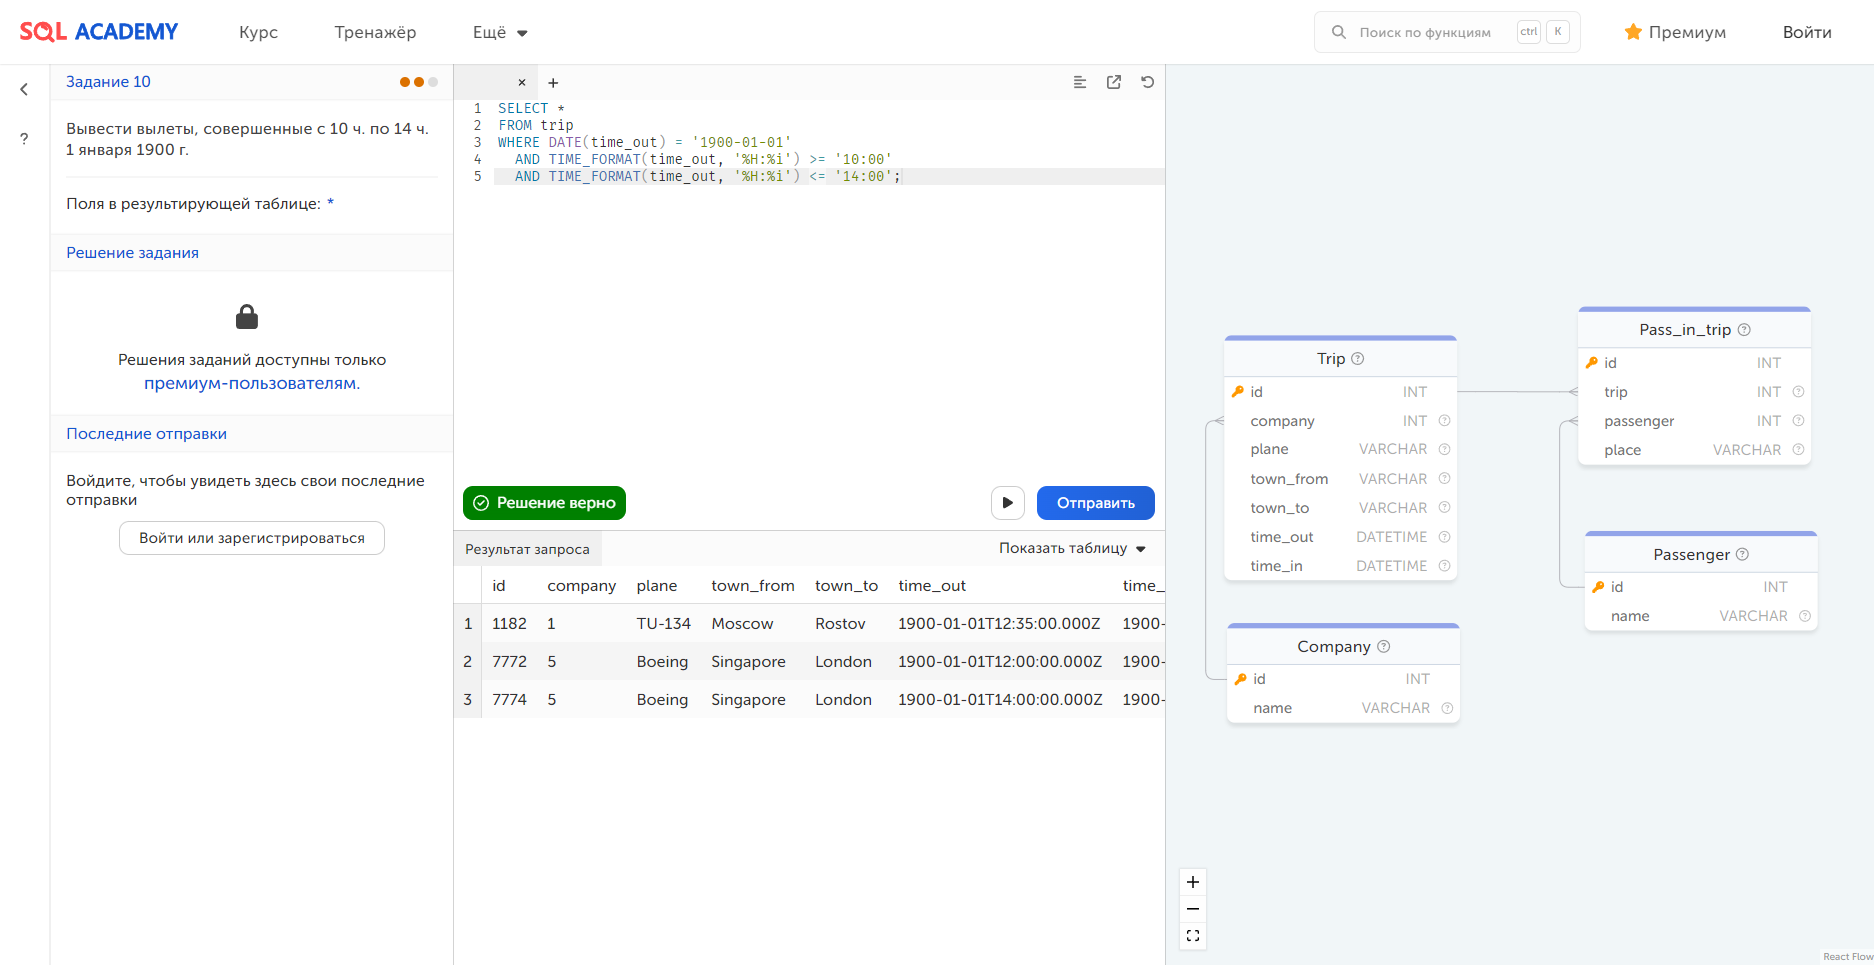 SQL ACADEMY
Курс
Тренажёр
Ещё
Поиск по функциям
ctrl
K
Премиум
Войти
Задание 10
Вывести вылеты, совершенные с 10 ч. по 14 ч.
1 января 1900 г.
Поля в результирующей таблице: *
Решение задания
Решения заданий доступны только
премиум-пользователям.
Последние отправки
Войдите, чтобы увидеть здесь свои последние
отправки
Войти или зарегистрироваться
?
× +
1 SELECT *
2 FROM trip
3 WHERE DATE(time_out) = '1900-01-01'
4 AND TIME_FORMAT(time_out, '%H:%i') >= '10:00'
5 AND TIME_FORMAT(time_out, '%H:%i') <= '14:00';
Решение верно
Отправить
Результат запроса
Показать таблицу
id company plane town_from town_to time_out time_
1 1182 1 TU-134 Moscow Rostov 1900-01-01T12:35:00.000Z 1900-
2 7772 5 Boeing Singapore London 1900-01-01T12:00:00.000Z 1900-
3 7774 5 Boeing Singapore London 1900-01-01T14:00:00.000Z 1900-
Trip ?
id INT
company INT ?
plane VARCHAR ?
town_from VARCHAR ?
town_to VARCHAR ?
time_out DATETIME ?
time_in DATETIME ?
Company ?
id INT
name VARCHAR ?
Pass_in_trip ?
id INT
trip INT ?
passenger INT ?
place VARCHAR ?
Passenger ?
id INT
name VARCHAR ?
React Flow